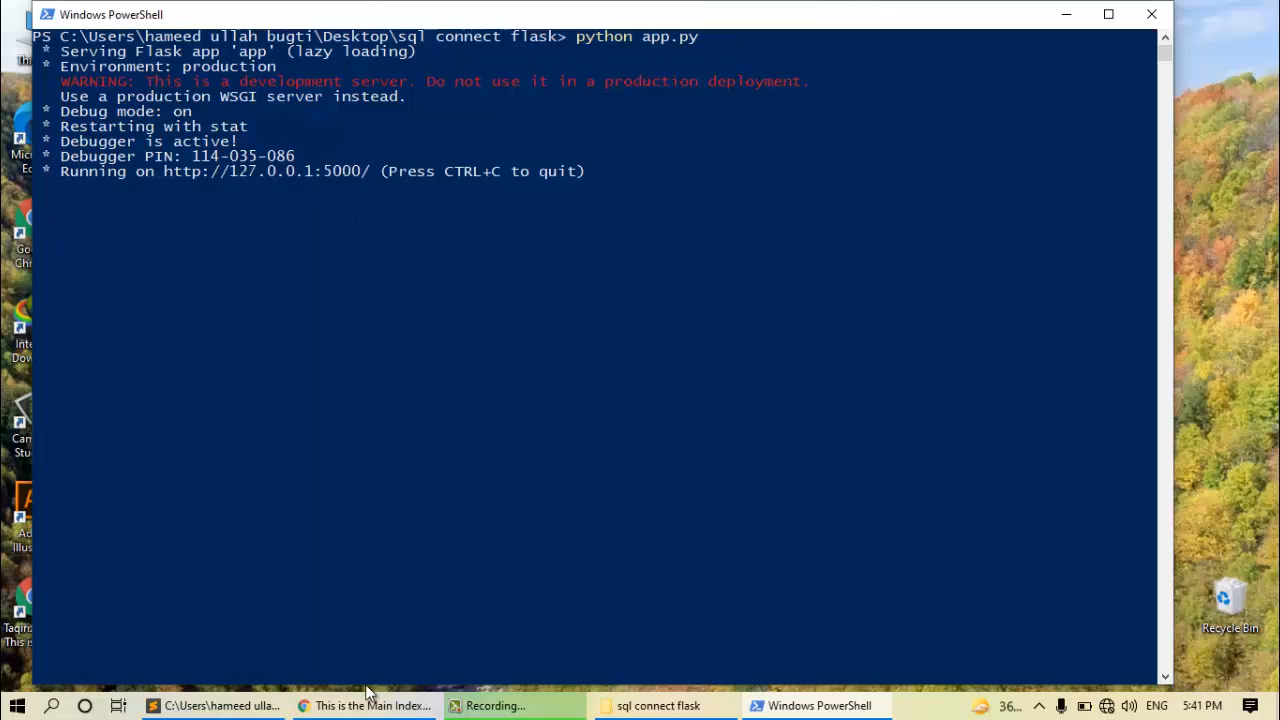 Windows PowerShell
PS C:\Users\hameed ullah bugti\Desktop\sql connect flask> python app.py
* Serving Flask app 'app' (lazy loading)
* Environment: production
WARNING: This is a development server. Do not use it in a production deployment.
Use a production WSGI server instead.
* Debug mode: on
* Restarting with stat
* Debugger is active!
* Debugger PIN: 114-035-086
* Running on http://127.0.0.1:5000/ (Press CTRL+C to quit)
Recycle Bin
C:\Users\hameed ulla...
This is the Main Index...
Recording...
sql connect flask
Windows PowerShell
36...
ENG
5:41 PM